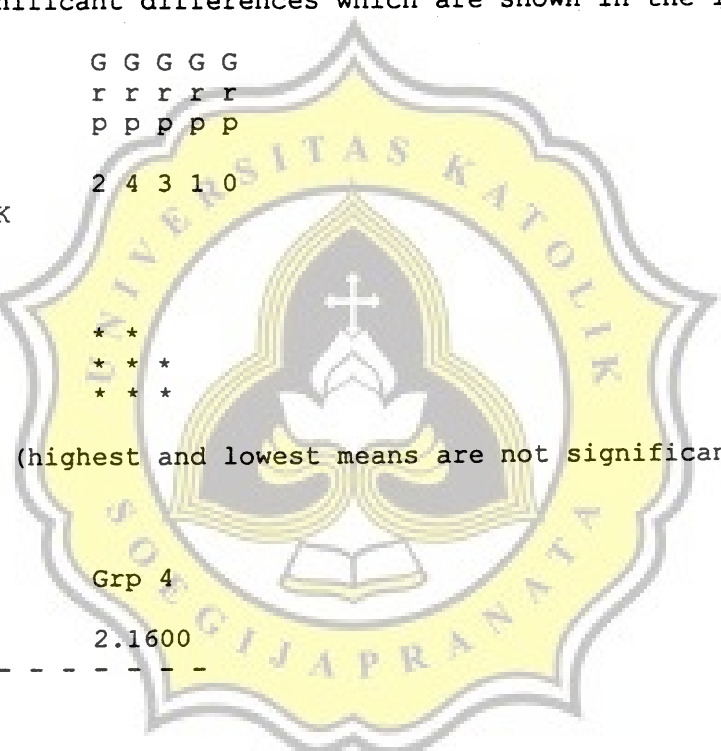 significant differences which are shown in the
G G G G G
r r r r r
p p p p p
2 4 3 1 0
K
* *
* * *
* * *
(highest and lowest means are not
Grp 4
2.1600
- - - - - - -
UNIVERSITAS KATOLIK
SOEGIJAPRANATA